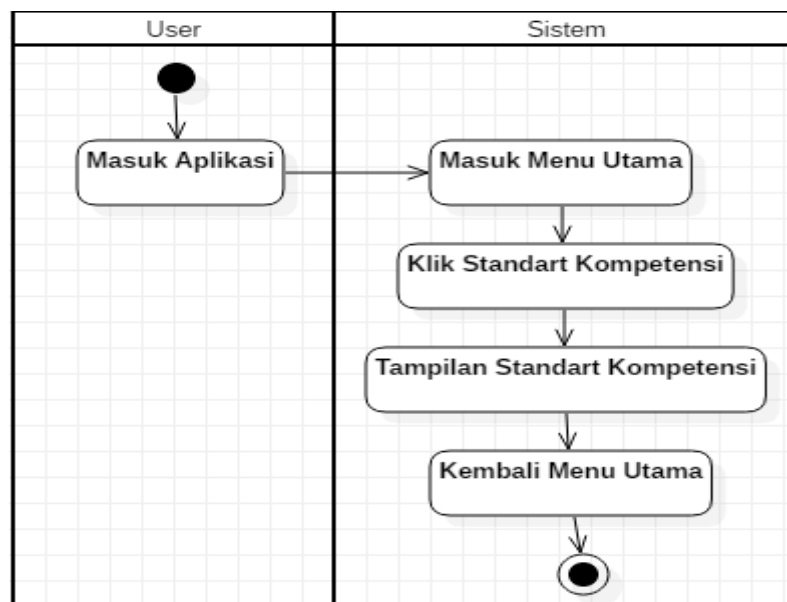 User
Sistem
Masuk Aplikasi
Masuk Menu Utama
Klik Standart Kompetensi
Tampilan Standart Kompetensi
Kembali Menu Utama